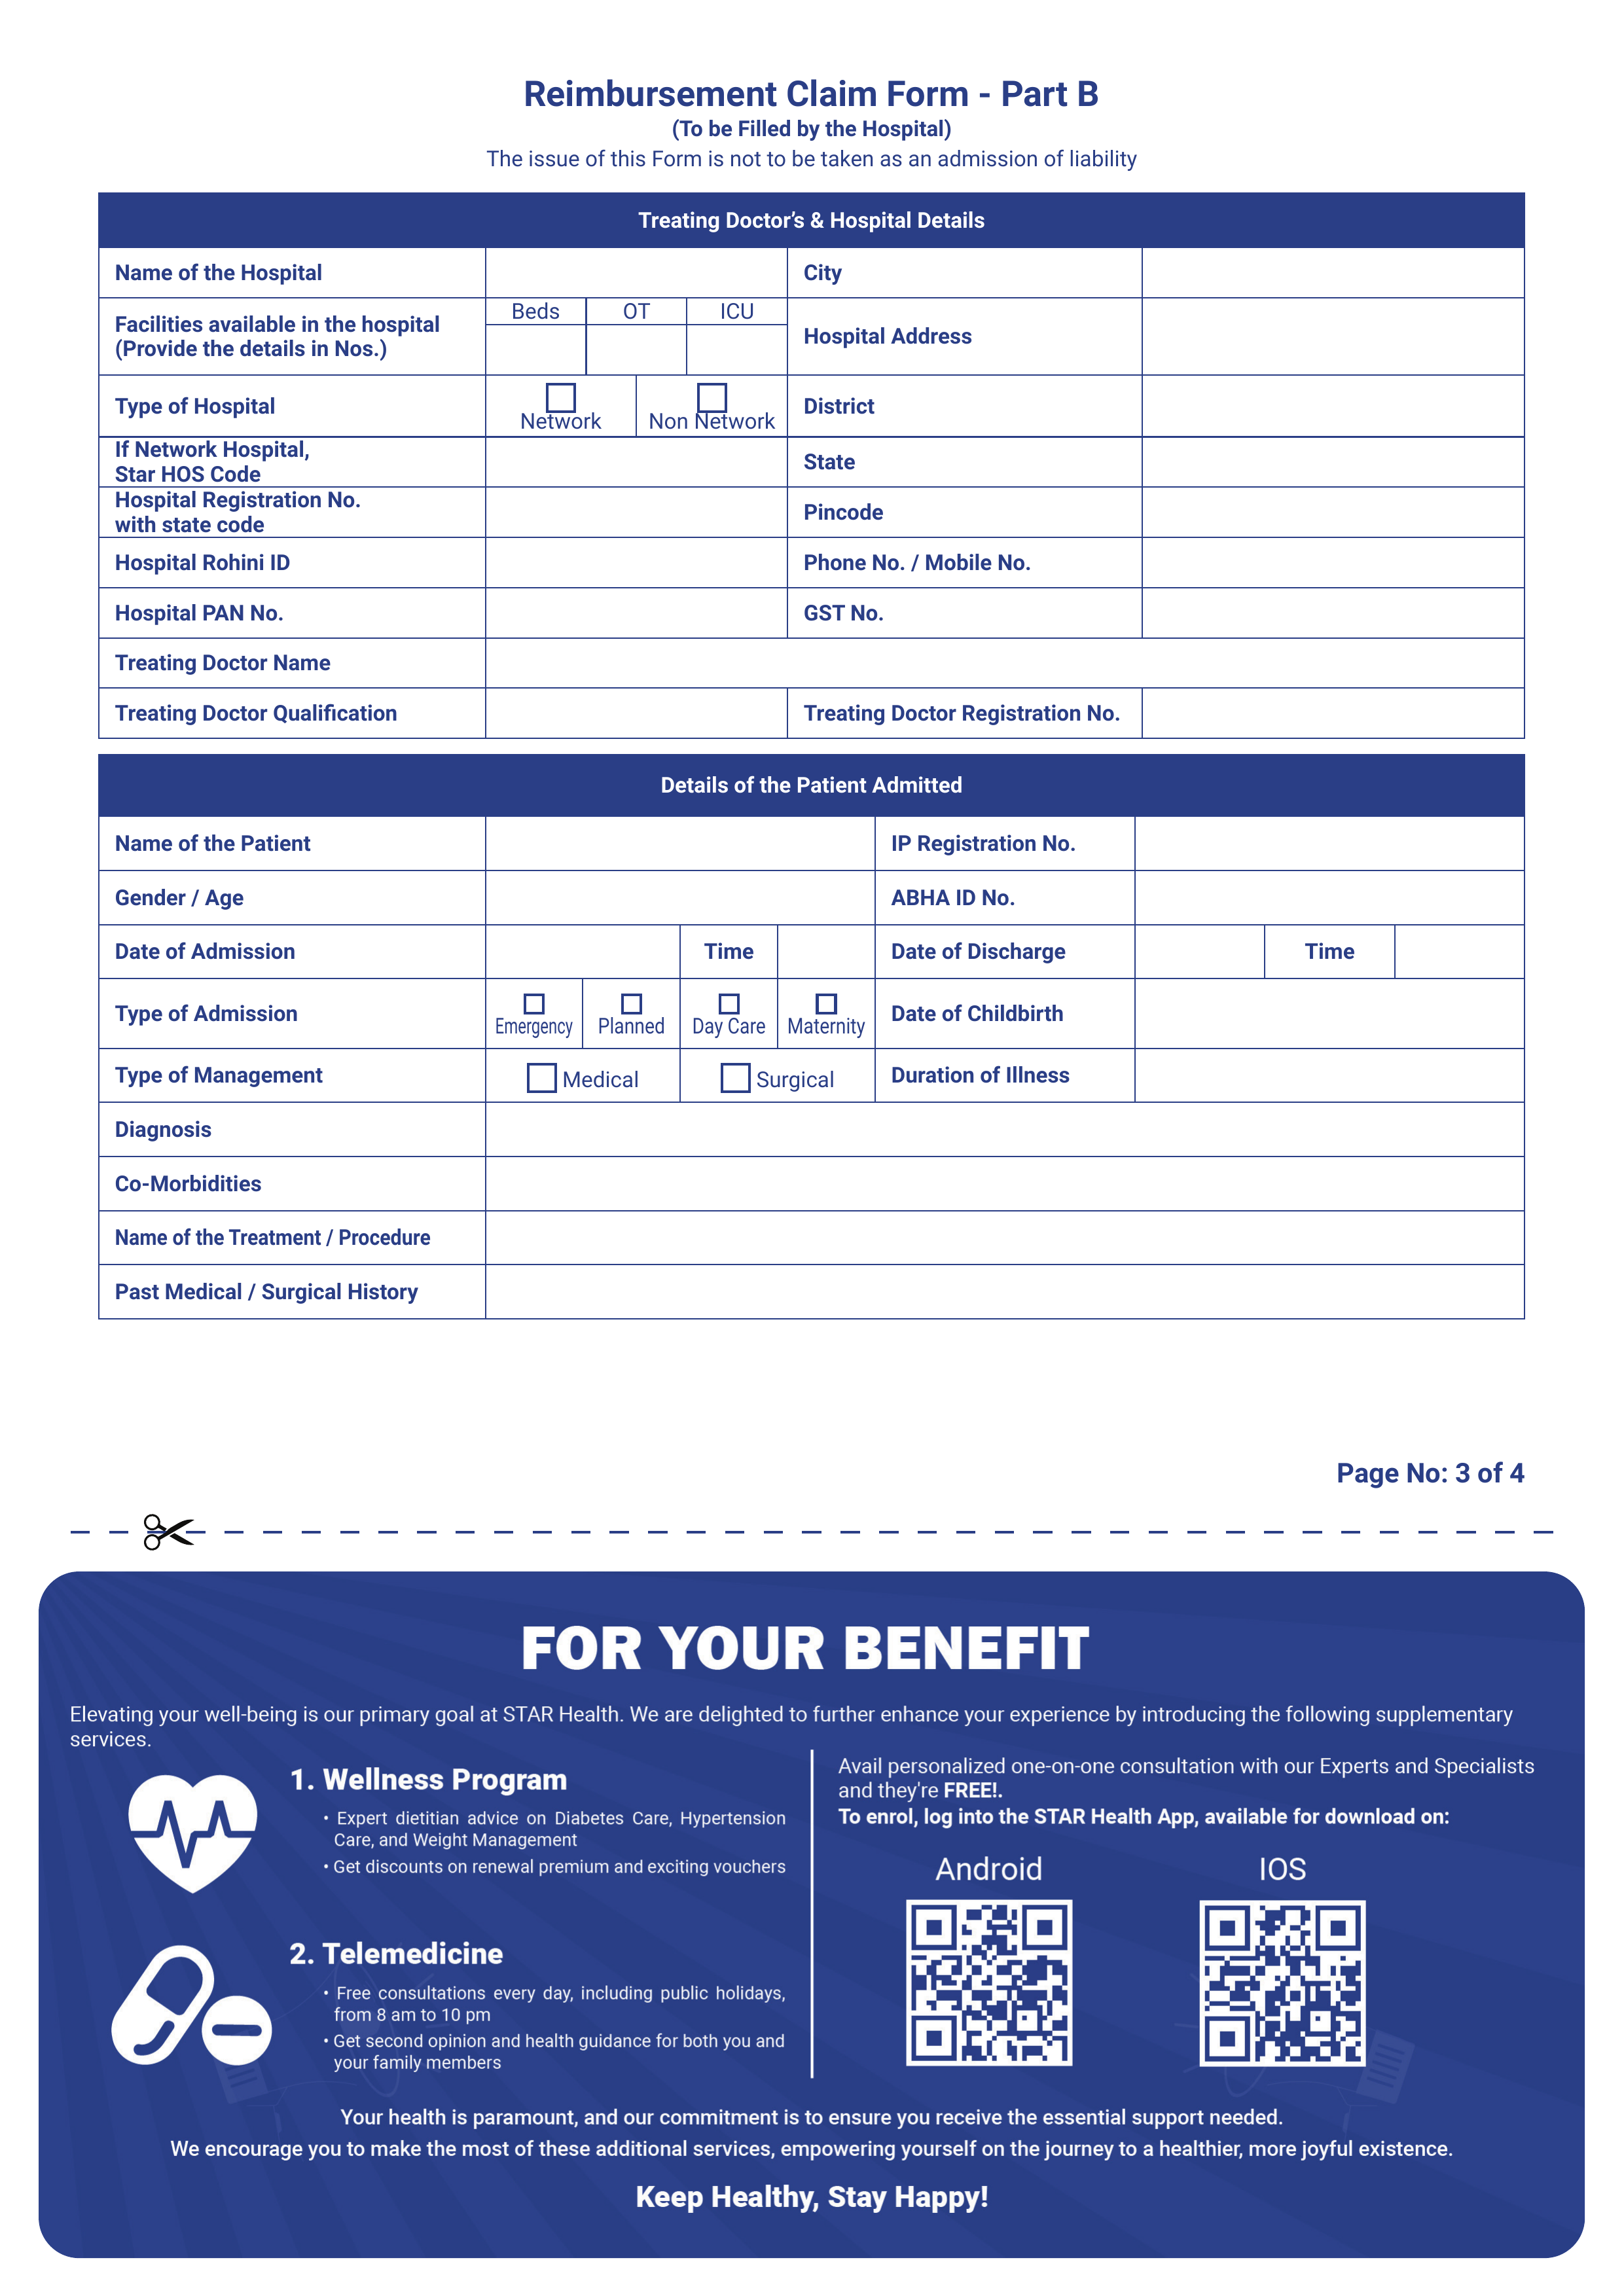 Reimbursement Claim Form - Part B
(To be Filled by the Hospital)
The issue of this Form is not to be taken as an admission of liability
Treating Doctor’s & Hospital Details
Name of the Hospital
City
Facilities available in the hospital
(Provide the details in Nos.)
Beds
OT
ICU
Hospital Address
Type of Hospital
Network
Non Network
District
If Network Hospital,
Star HOS Code
State
Hospital Registration No.
with state code
Pincode
Hospital Rohini ID
Phone No. / Mobile No.
Hospital PAN No.
GST No.
Treating Doctor Name
Treating Doctor Qualification
Treating Doctor Registration No.
Details of the Patient Admitted
Name of the Patient
IP Registration No.
Gender / Age
ABHA ID No.
Date of Admission
Time
Date of Discharge
Time
Type of Admission
Emergency
Planned
Day Care
Maternity
Date of Childbirth
Type of Management
Medical
Surgical
Duration of Illness
Diagnosis
Co-Morbidities
Name of the Treatment / Procedure
Past Medical / Surgical History
Page No: 3 of 4
FOR YOUR BENEFIT
Elevating your well-being is our primary goal at STAR Health. We are delighted to further enhance your experience by introducing the following supplementary
services.
1. Wellness Program
• Expert dietitian advice on Diabetes Care, Hypertension
Care, and Weight Management
• Get discounts on renewal premium and exciting vouchers
2. Telemedicine
• Free consultations every day, including public holidays,
from 8 am to 10 pm
• Get second opinion and health guidance for both you and
your family members
Avail personalized one-on-one consultation with our Experts and Specialists
and they're FREE!.
To enrol, log into the STAR Health App, available for download on:
Android
IOS
Your health is paramount, and our commitment is to ensure you receive the essential support needed.
We encourage you to make the most of these additional services, empowering yourself on the journey to a healthier, more joyful existence.
Keep Healthy, Stay Happy!